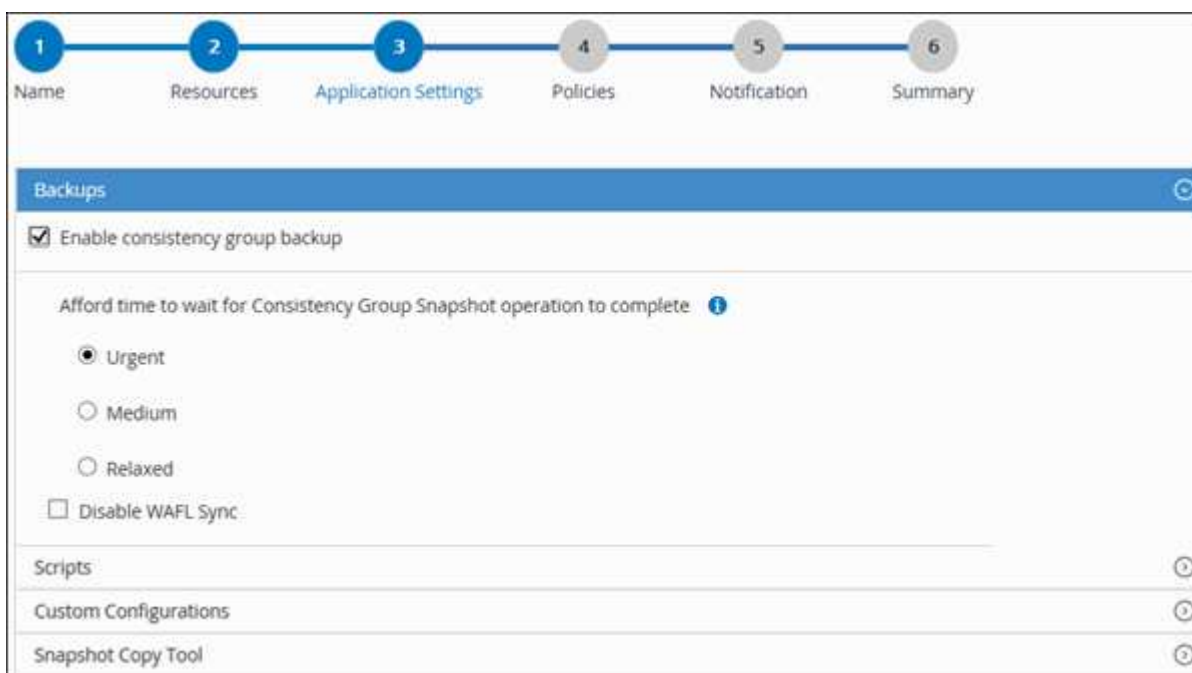 1 2 3 4 5 6
Name Resources Application Settings Policies Notification Summary
Backups
Enable consistency group backup
Afford time to wait for Consistency Group Snapshot operation to complete
Urgent
Medium
Relaxed
Disable WAFL Sync
Scripts
Custom Configurations
Snapshot Copy Tool